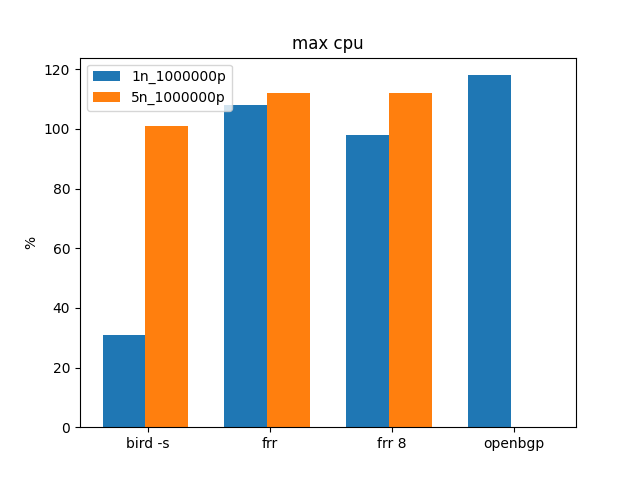 max cpu
1n_1000000p
5n_1000000p
%
120
100
80
60
40
20
0
bird -s
frr
frr 8
openbgp